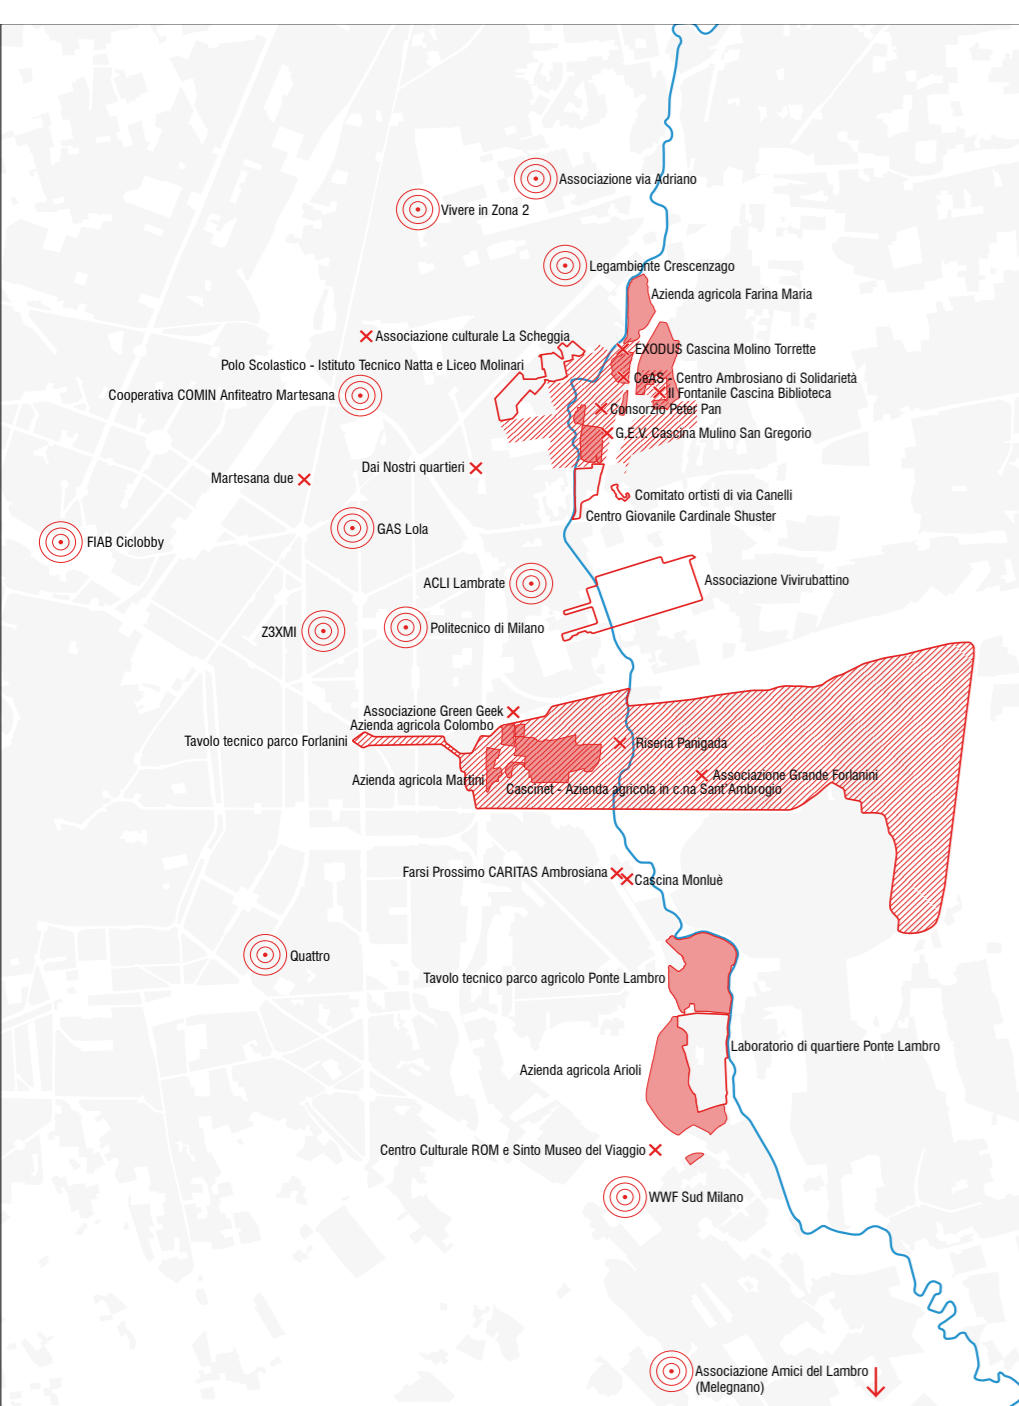 Associazione via Adriano
Vivere in Zona 2
Legambiente Crescenzago
Azienda agricola Farina Maria
Associazione culturale La Scheggia
EXODUS Cascina Molino Torrette
Polo Scolastico - Istituto Tecnico Natta e Liceo Molinari
CeAS - Centro Ambrosiano di Solidarietà
Cooperativa COMIN Anfiteatro Martesana
Il Fontanile Cascina Biblioteca
Consorzio Peter Pan
G.E.V. Cascina Mulino San Gregorio
Dai Nostri quartieri
Martesana due
Comitato ortisti di via Canelli
Centro Giovanile Cardinale Shuster
GAS Lola
FIAB Ciclobby
ACLI Lambrate
Associazione Vivirubattino
Z3XMI
Politecnico di Milano
Associazione Green Geek
Azienda agricola Colombo
Tavolo tecnico parco Forlanini
Riseria Panigada
Azienda agricola Martini
Associazione Grande Forlanini
Cascinet - Azienda agricola in c.na Sant'Ambrogio
Farsi Prossimo CARITAS Ambrosiana
Cascina Monluè
Quattro
Tavolo tecnico parco agricolo Ponte Lambro
Laboratorio di quartiere Ponte Lambro
Azienda agricola Arioli
Centro Culturale ROM e Sinto Museo del Viaggio
WWF Sud Milano
Associazione Amici del Lambro
(Melegnano)